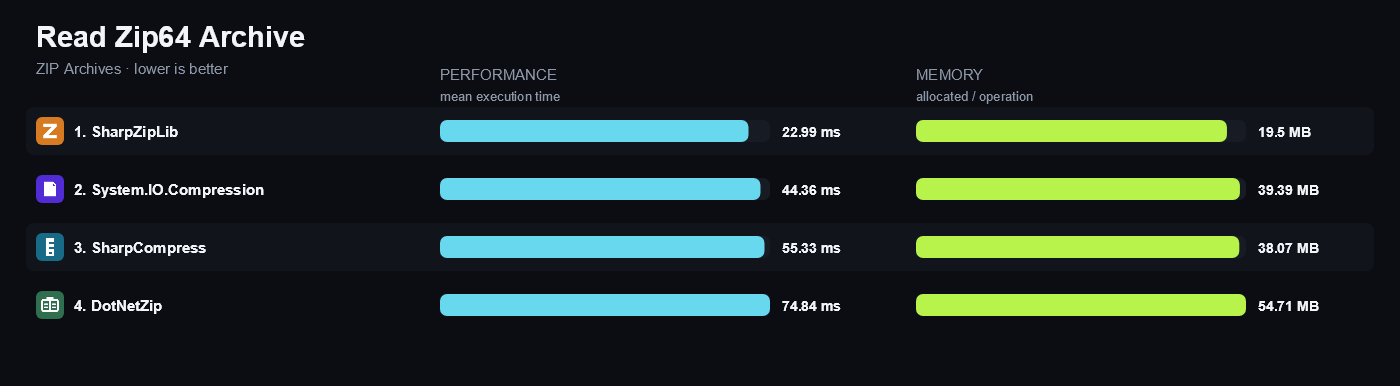 Read Zip64 Archive
ZIP Archives · lower is better
PERFORMANCE
mean execution time
MEMORY
allocated / operation
1. SharpZipLib 22.99 ms 19.5 MB
2. System.IO.Compression 44.36 ms 39.39 MB
3. SharpCompress 55.33 ms 38.07 MB
4. DotNetZip 74.84 ms 54.71 MB